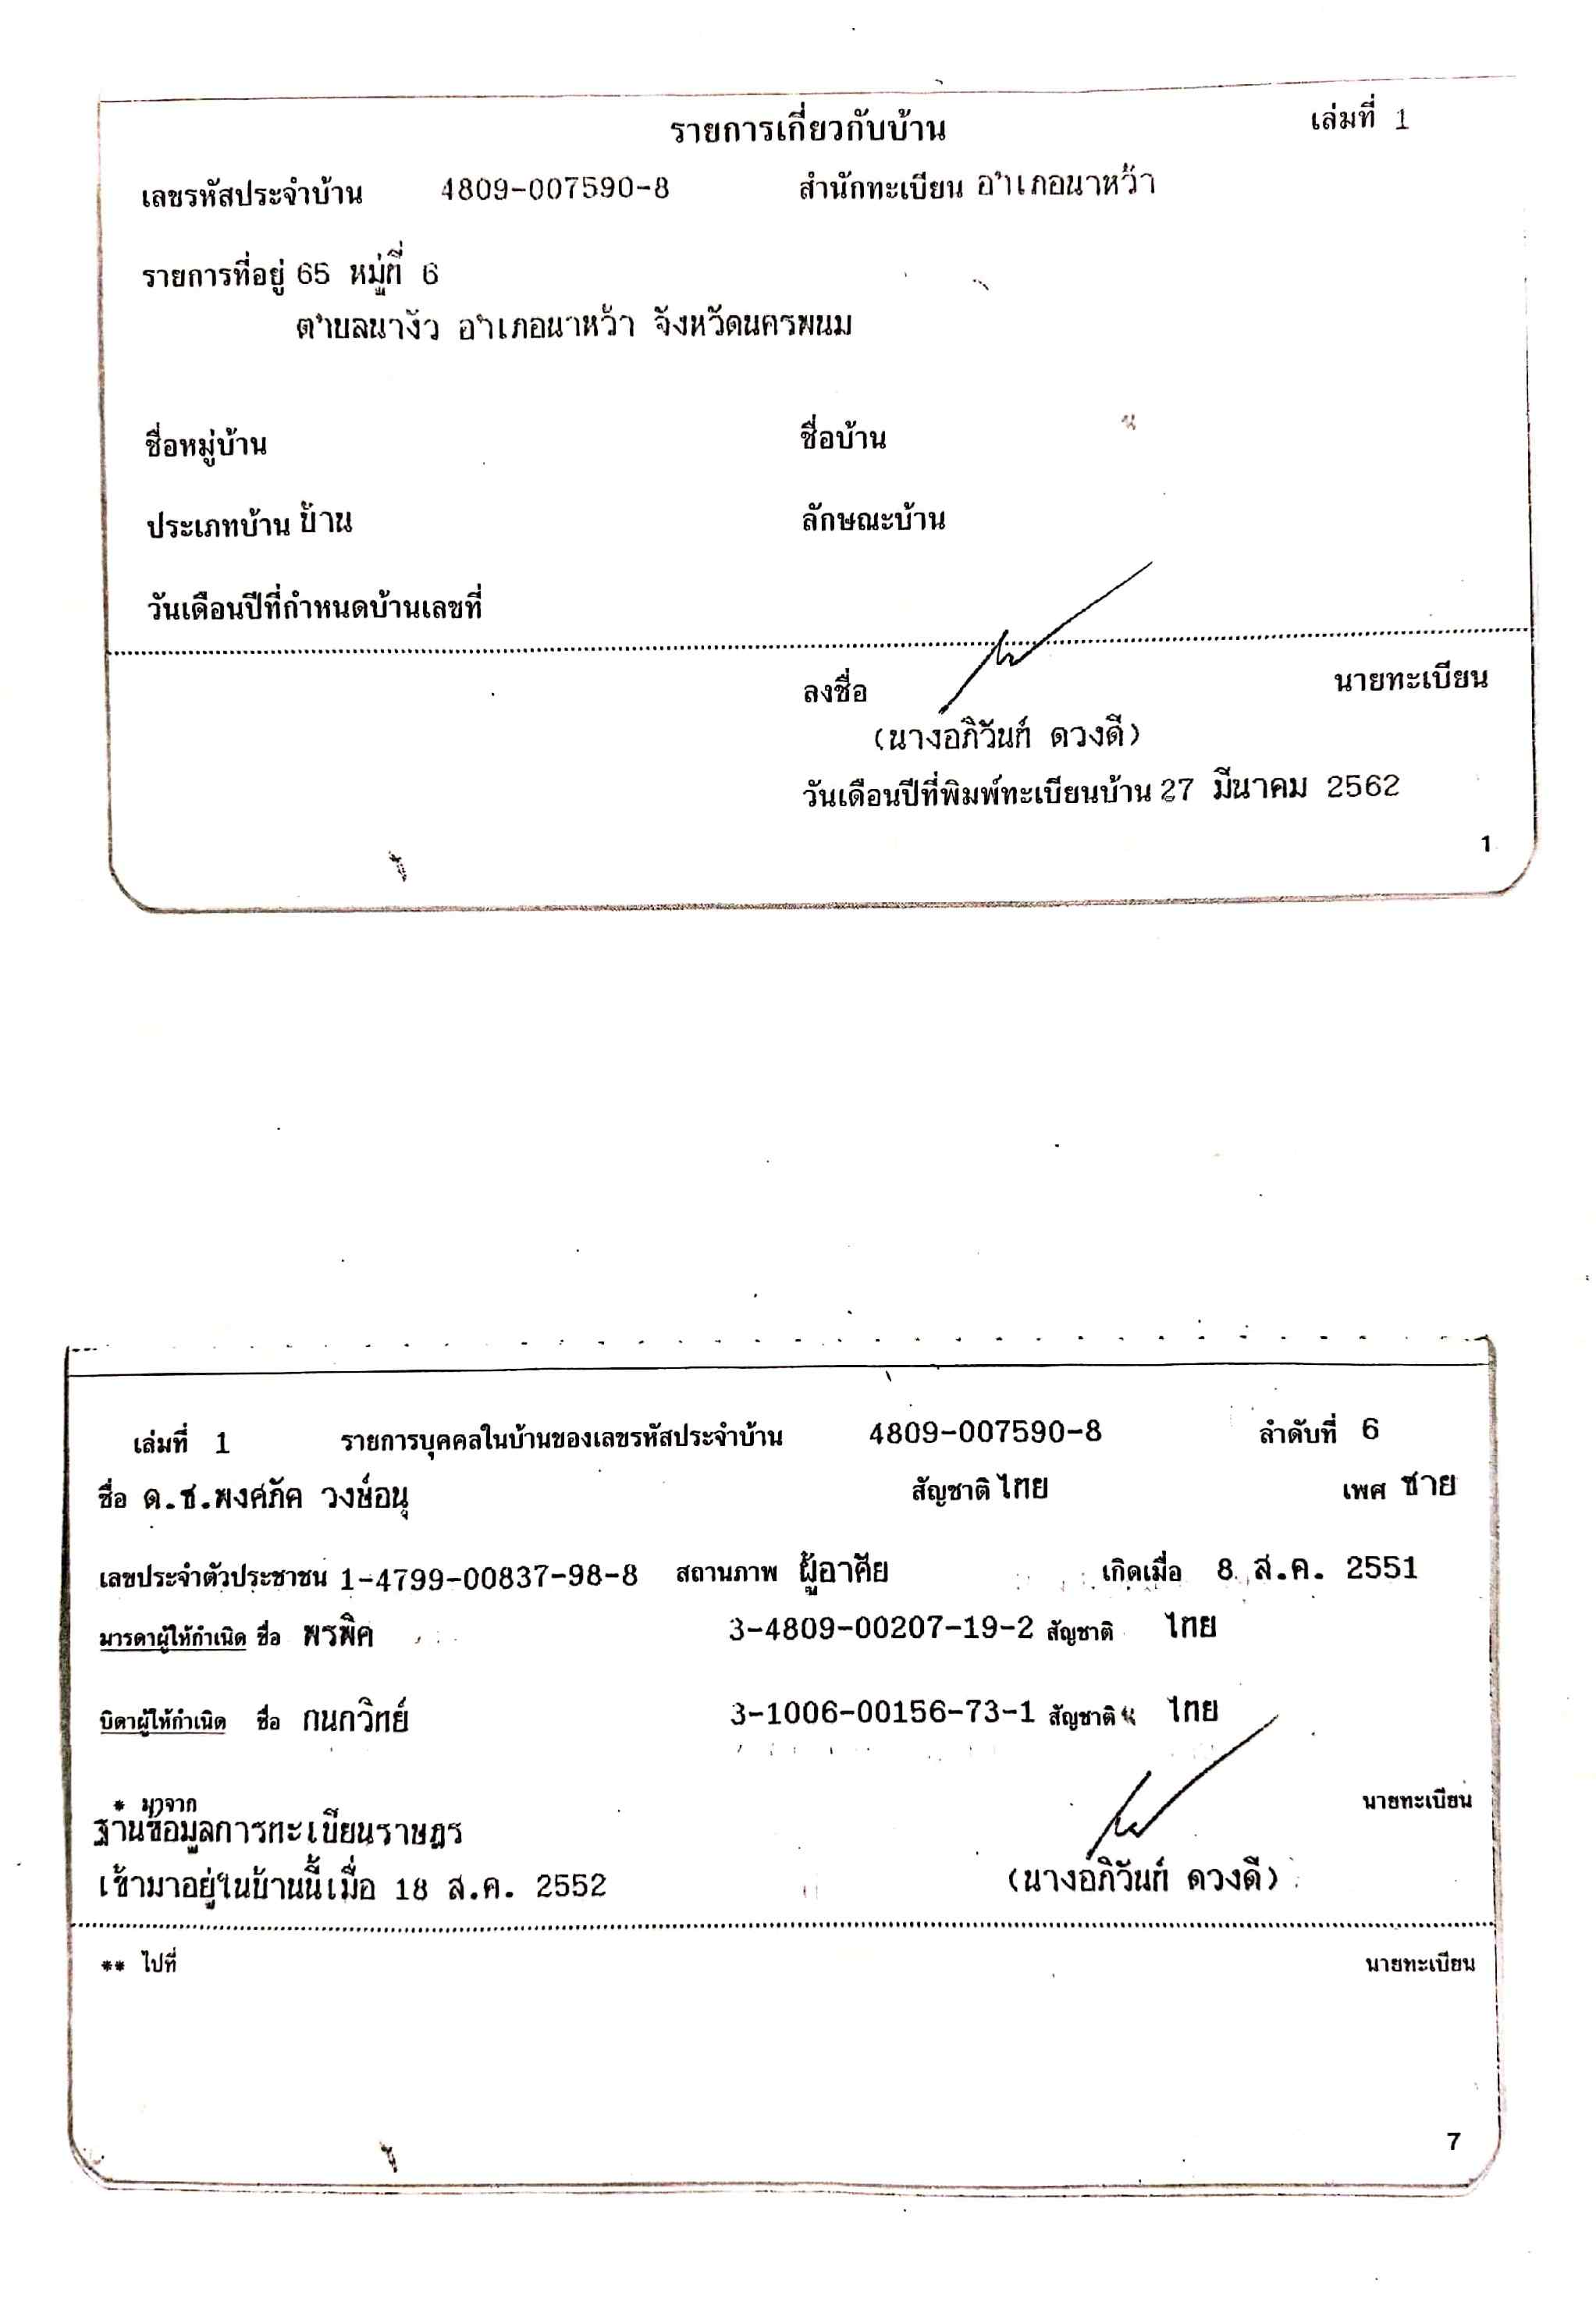 รายการเกี่ยวกับบ้าน เล่มที่ 1
เลขรหัสประจำบ้าน 4809-007590-8 สำนักทะเบียน อำเภอนาหว้า
รายการที่อยู่ 65 หมู่ที่ 6
ตำบลนางัว อำเภอนาหว้า จังหวัดนครพนม
ชื่อหมู่บ้าน ชื่อบ้าน
ประเภทบ้าน บ้าน ลักษณะบ้าน
วันเดือนปีที่กำหนดบ้านเลขที่
ลงชื่อ นายทะเบียน
(นางอภิวันท์ ดวงดี)
วันเดือนปีที่พิมพ์ทะเบียนบ้าน 27 มีนาคม 2562
1
เล่มที่ 1 รายการบุคคลในบ้านของเลขรหัสประจำบ้าน 4809-007590-8 ลำดับที่ 6
ชื่อ ด.ช.พงศภัค วงษ์อนุ สัญชาติ ไทย เพศ ชาย
เลขประจำตัวประชาชน 1-4799-00837-98-8 สถานภาพ ผู้อาศัย เกิดเมื่อ 8 ส.ค. 2551
มารดาผู้ให้กำเนิด ชื่อ พรพิศ 3-4809-00207-19-2 สัญชาติ ไทย
บิดาผู้ให้กำเนิด ชื่อ กนกวิทย์ 3-1006-00156-73-1 สัญชาติ ไทย
* มาจาก นายทะเบียน
ฐานข้อมูลการทะเบียนราษฎร
เข้ามาอยู่ในบ้านนี้เมื่อ 18 ส.ค. 2552 (นางอภิวันท์ ดวงดี)
** ไปที่ นายทะเบียน
7